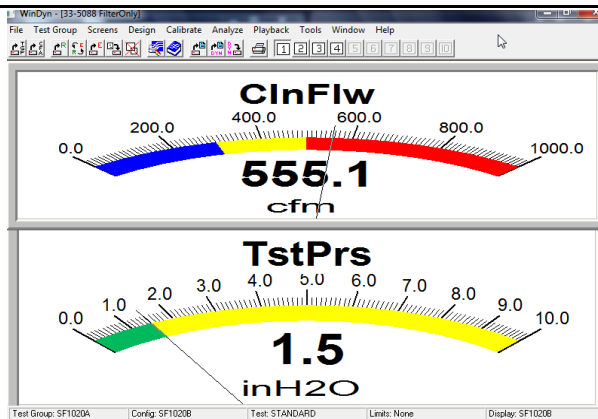 WinDyn - [33-5088 FilterOnly]
File Test Group Screens Design Calibrate Analyze Playback Tools Window Help
1 2 3 4 5 6 7 8 9 10
ClnFlw
0.0 200.0 400.0 600.0 800.0 1000.0
555.1
cfm
TstPrs
0.0 1.0 2.0 3.0 4.0 5.0 6.0 7.0 8.0 9.0 10.0
1.5
inH2O
Test Group: SF1020A Config: SF1020B Test: STANDARD Limits: None Display: SF1020B